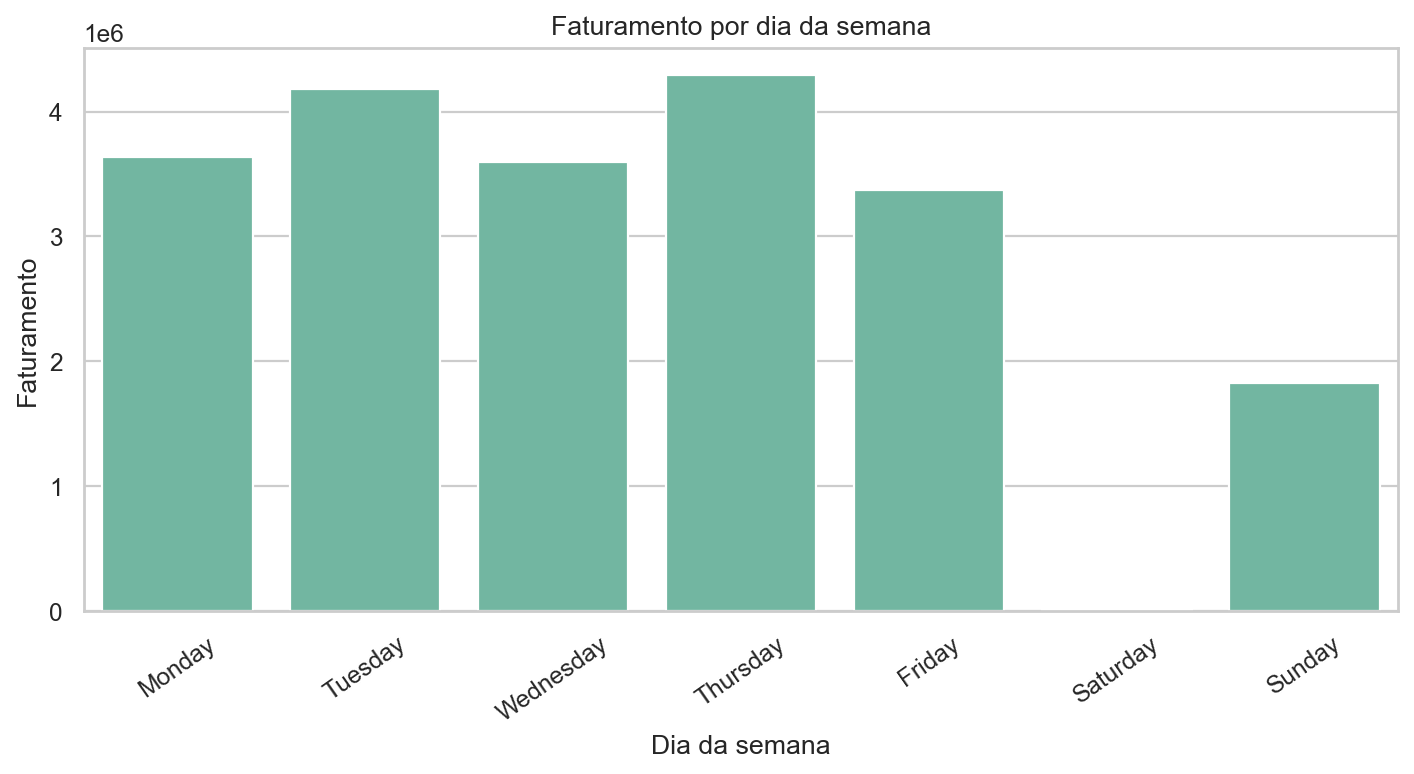 Faturamento por dia da semana
1e6
4
3
2
1
0
Faturamento
Monday
Tuesday
Wednesday
Thursday
Friday
Saturday
Sunday
Dia da semana